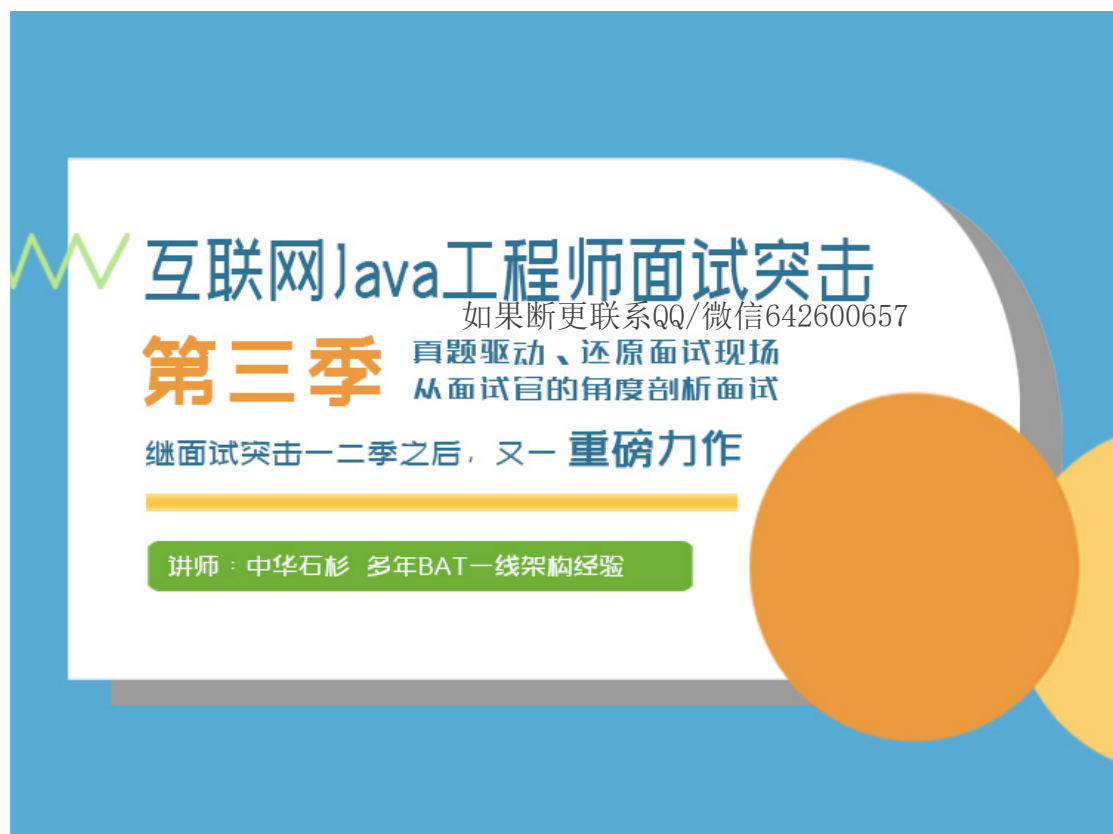 互联网Java工程师面试突击
如果断更联系QQ/微信642600657
第三季
真题驱动、还原面试现场
从面试官的角度剖析面试
继面试突击一二季之后，又一 重磅力作
讲师：中华石杉 多年BAT一线架构经验